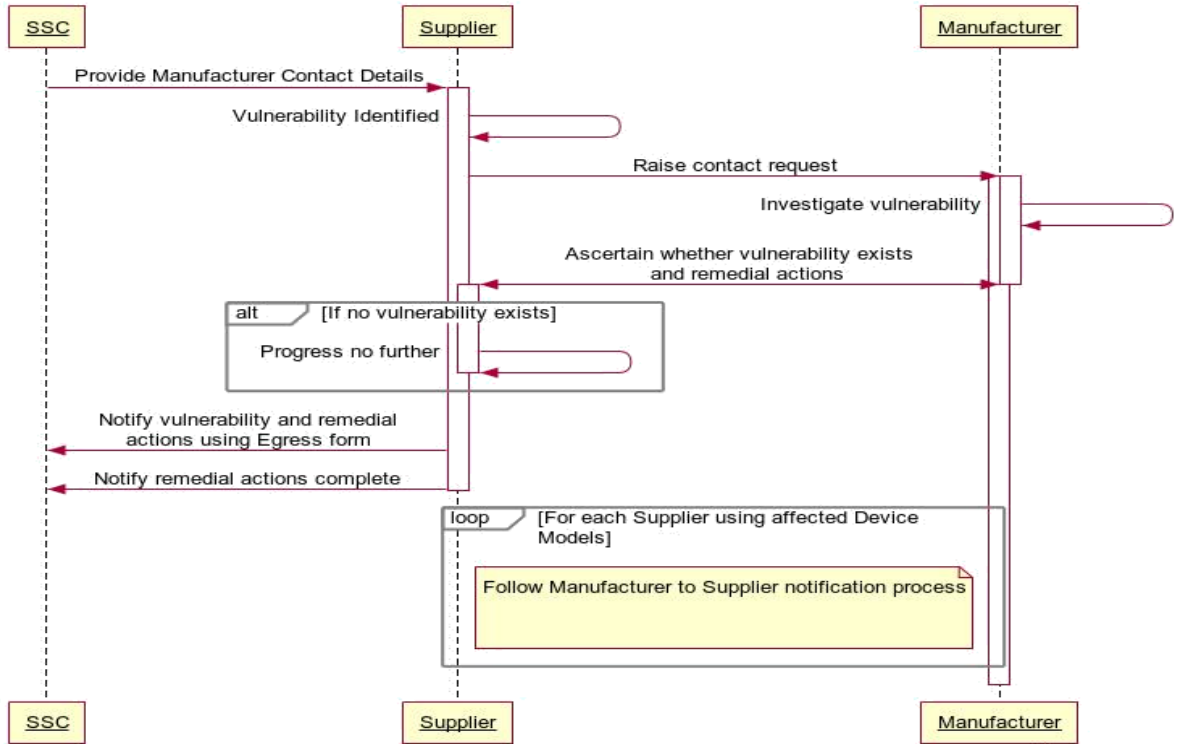 SSC
Supplier
Manufacturer
Provide Manufacturer Contact Details
Vulnerability Identified
Raise contact request
Investigate vulnerability
Ascertain whether vulnerability exists
and remedial actions
alt
[If no vulnerability exists]
Progress no further
Notify vulnerability and remedial
actions using Egress form
Notify remedial actions complete
loop
[For each Supplier using affected Device
Models]
Follow Manufacturer to Supplier notification process
SSC
Supplier
Manufacturer